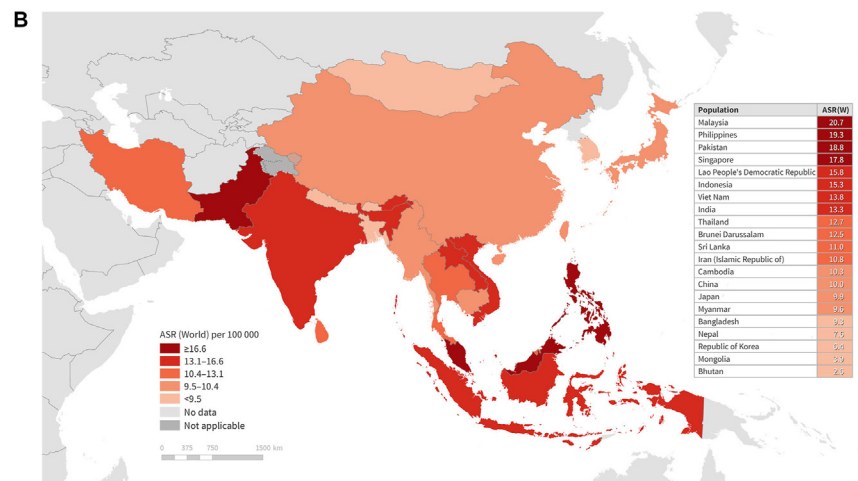 B
Population ASR(W)
Malaysia 20.7
Philippines 19.3
Pakistan 18.8
Singapore 17.8
Lao People's Democratic Republic 15.8
Indonesia 15.3
Viet Nam 13.8
India 13.3
Thailand 12.7
Brunei Darussalam 12.5
Sri Lanka 11.0
Iran (Islamic Republic of) 10.8
Cambodia 10.3
China 10.0
Japan 9.9
Myanmar 9.6
Bangladesh
Nepal
Republic of Korea
Mongolia
Bhutan
ASR (World) per 100 000
≥16.6
13.1–16.6
10.4–13.1
9.5–10.4
<9.5
No data
Not applicable
0 375 750 1500 km